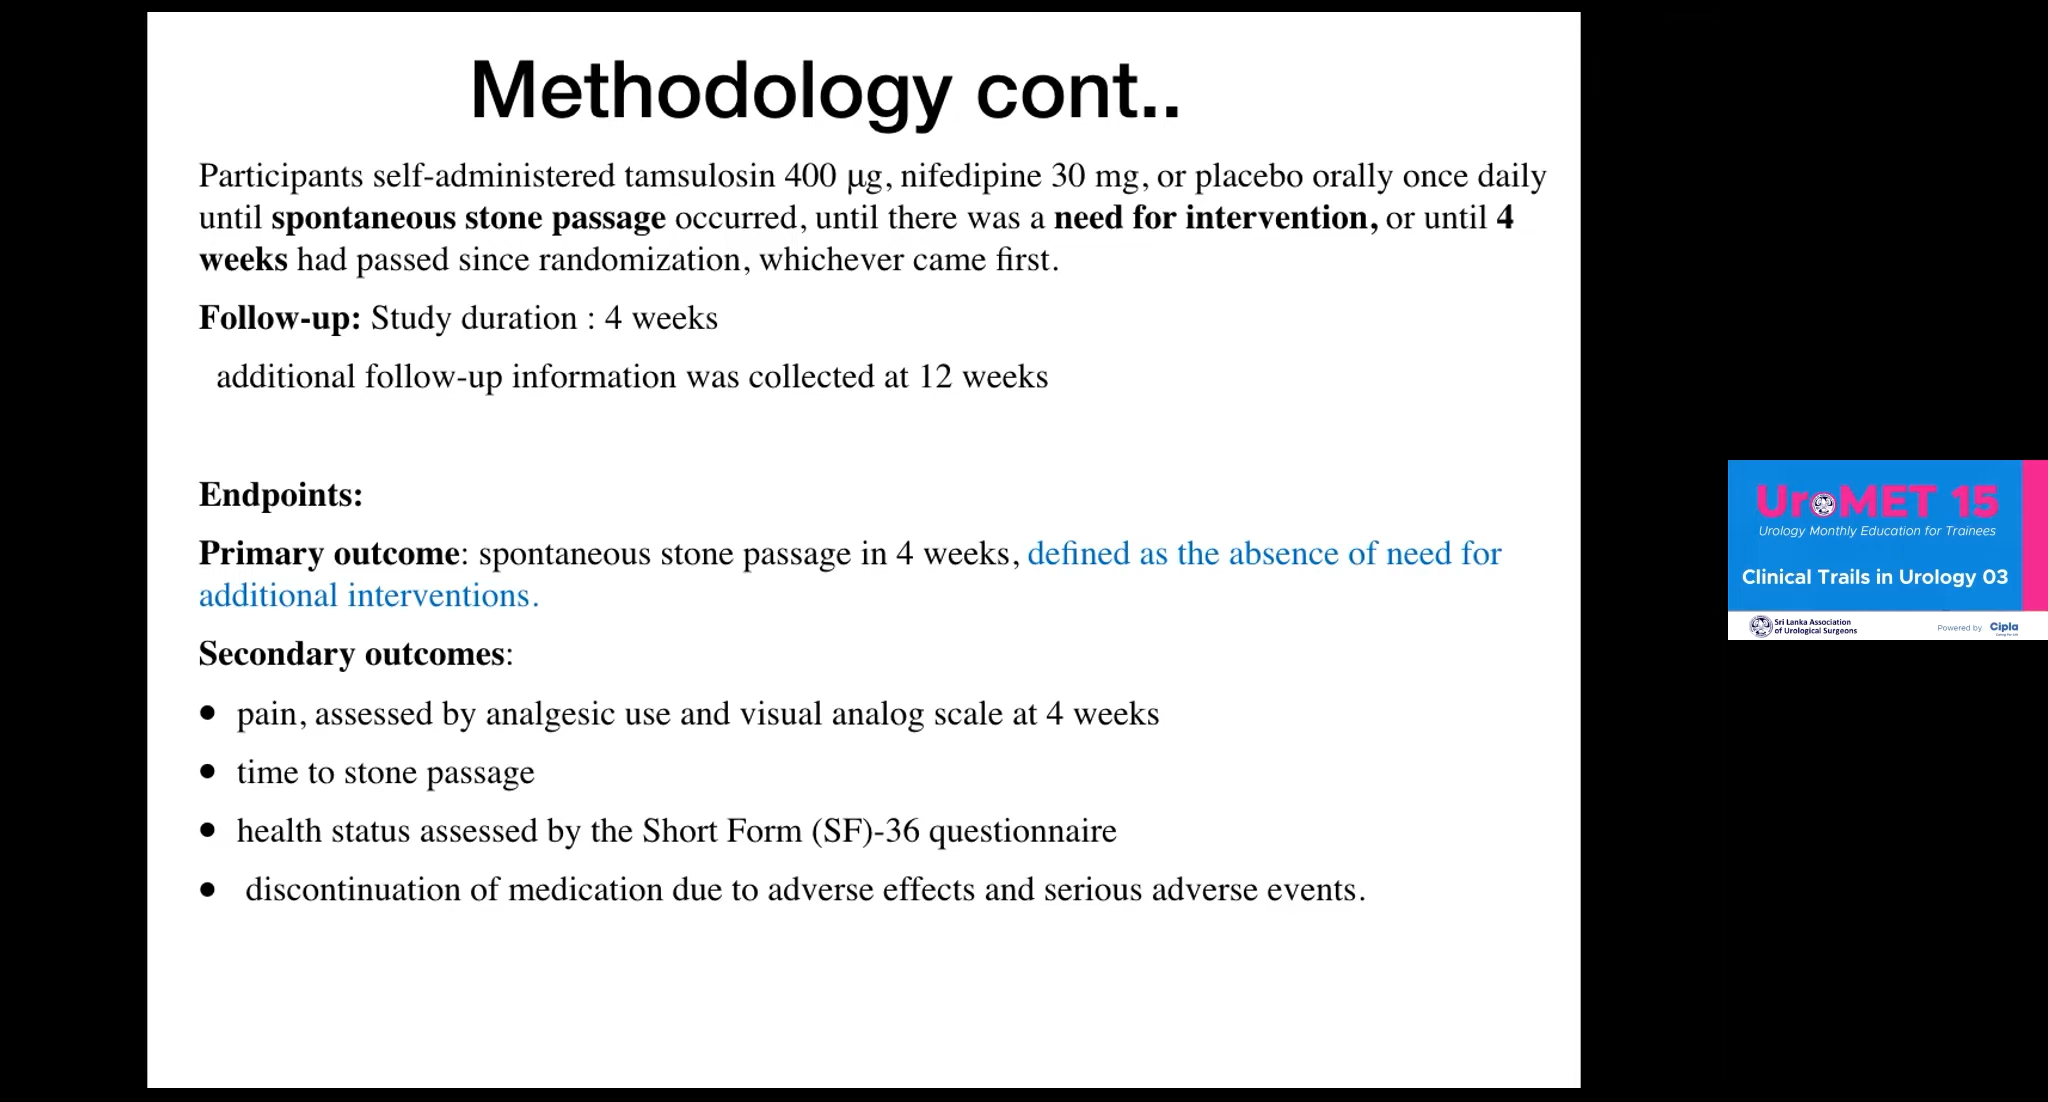 Methodology cont..
Participants self-administered tamsulosin 400 μg, nifedipine 30 mg, or placebo orally once daily
until spontaneous stone passage occurred, until there was a need for intervention, or until 4
weeks had passed since randomization, whichever came first.
Follow-up: Study duration : 4 weeks
additional follow-up information was collected at 12 weeks
Endpoints:
Primary outcome: spontaneous stone passage in 4 weeks, defined as the absence of need for
additional interventions.
Secondary outcomes:
• pain, assessed by analgesic use and visual analog scale at 4 weeks
• time to stone passage
• health status assessed by the Short Form (SF)-36 questionnaire
• discontinuation of medication due to adverse effects and serious adverse events.
UroMET 15
Urology Monthly Education for Trainees
Clinical Trails in Urology 03
Sri Lanka Association
of Urological Surgeons
Powered by Cipla